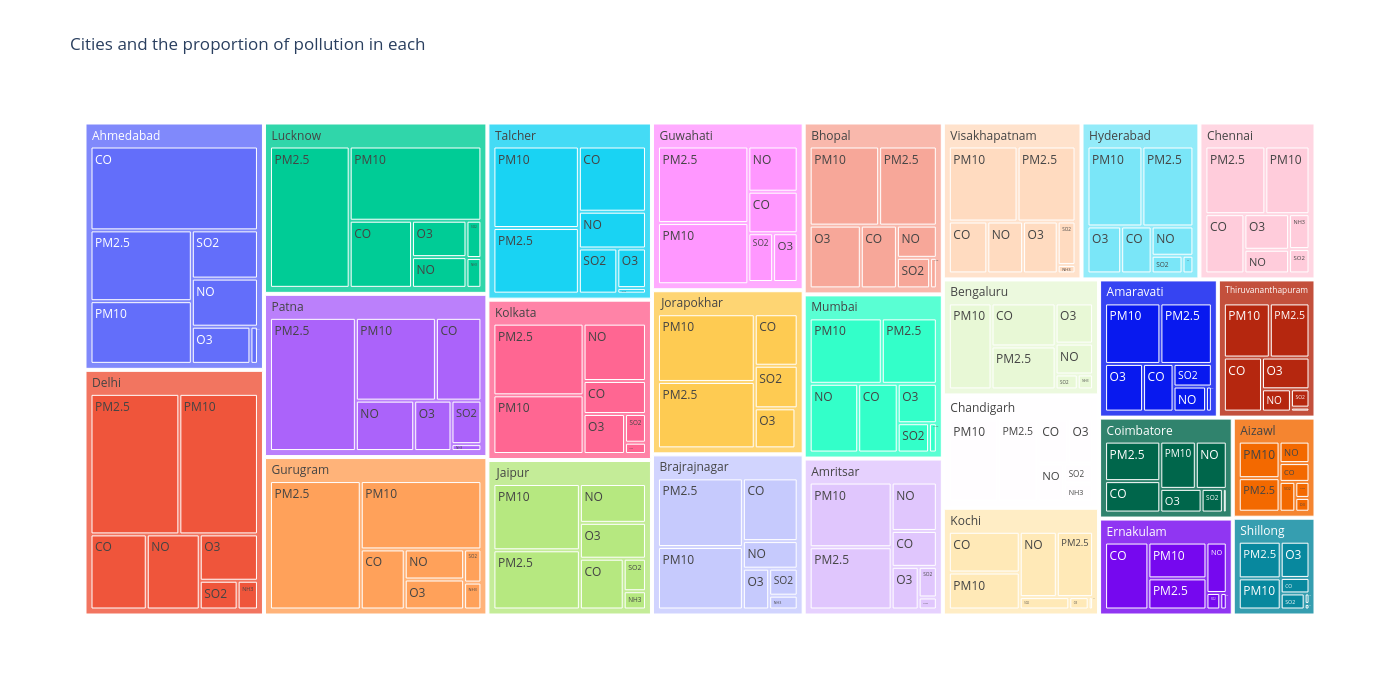 Cities and the proportion of pollution in each
Ahmedabad
CO
PM2.5
SO2
NO
PM10
O3
Delhi
PM2.5
PM10
CO
NO
O3
SO2
NH3
Lucknow
PM2.5
PM10
CO
O3
NO
Patna
PM2.5
PM10
CO
NO
O3
SO2
Gurugram
PM2.5
PM10
CO
NO
SO2
O3
NH3
Talcher
PM10
CO
NO
PM2.5
SO2
O3
Kolkata
PM2.5
NO
CO
PM10
O3
SO2
Jaipur
PM10
NO
O3
PM2.5
CO
SO2
NH3
Guwahati
PM2.5
NO
CO
PM10
SO2
O3
Jorapokhar
PM10
CO
SO2
PM2.5
O3
Brajrajnagar
PM2.5
CO
NO
PM10
O3
SO2
NH3
Bhopal
PM10
PM2.5
O3
CO
NO
SO2
Mumbai
PM10
PM2.5
NO
CO
O3
SO2
Amritsar
PM10
NO
CO
PM2.5
O3
SO2
Visakhapatnam
PM10
PM2.5
CO
NO
O3
SO2
NH3
Hyderabad
PM10
PM2.5
O3
CO
NO
SO2
Chennai
PM2.5
PM10
CO
O3
NH3
NO
SO2
Bengaluru
PM10
CO
O3
PM2.5
NO
SO2
NH3
Chandigarh
PM10
PM2.5
CO
O3
NO
SO2
NH3
Kochi
CO
NO
PM2.5
PM10
Amaravati
PM10
PM2.5
O3
CO
SO2
NO
Thiruvananthapuram
PM10
PM2.5
CO
O3
NO
SO2
Coimbatore
PM2.5
PM10
NO
CO
O3
SO2
Aizawl
PM10
NO
CO
PM2.5
Ernakulam
CO
PM10
NO
PM2.5
Shillong
PM2.5
O3
CO
PM10
SO2